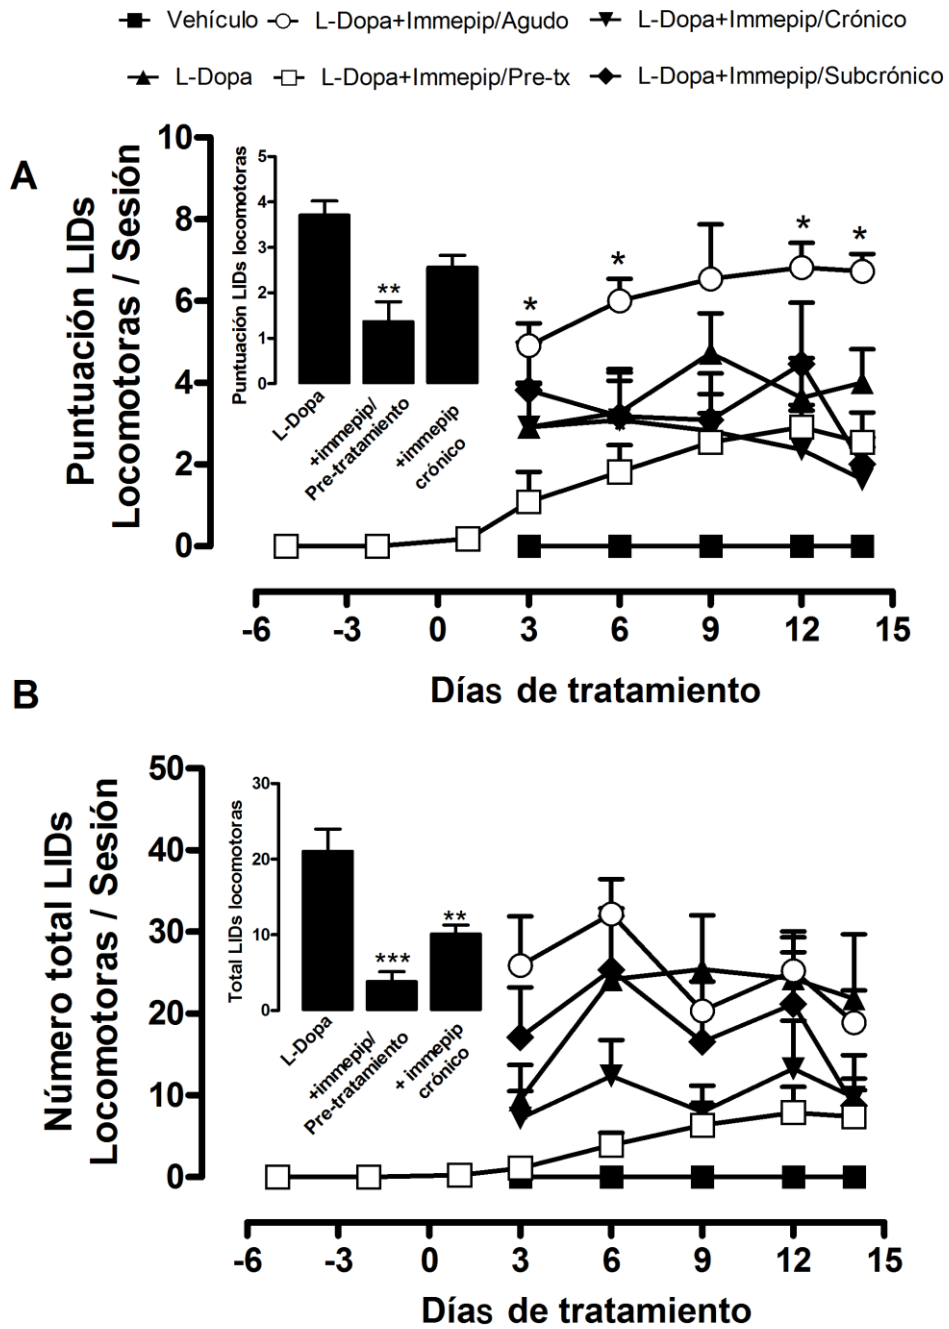 Vehículo L-Dopa+Immepip/Agudo L-Dopa+Immepip/Crónico
L-Dopa L-Dopa+Immepip/Pre-tx L-Dopa+Immepip/Subcrónico
A
Puntuación LIDs
Locomotoras / Sesión
10
8
6
4
2
0
Puntuación LIDs locomotoras
5
4
3
2
1
0
**
L-Dopa
+immepip/
Pre-tratamiento
+immepip
crónico
*
*
*
*
-6 -3 0 3 6 9 12 15
Días de tratamiento
B
Número total LIDs
Locomotoras / Sesión
50
40
30
20
10
0
Total LIDs locomotoras
30
20
10
0
***
**
L-Dopa
+immepip/
Pre-tratamiento
+ immepip
crónico
-6 -3 0 3 6 9 12 15
Días de tratamiento